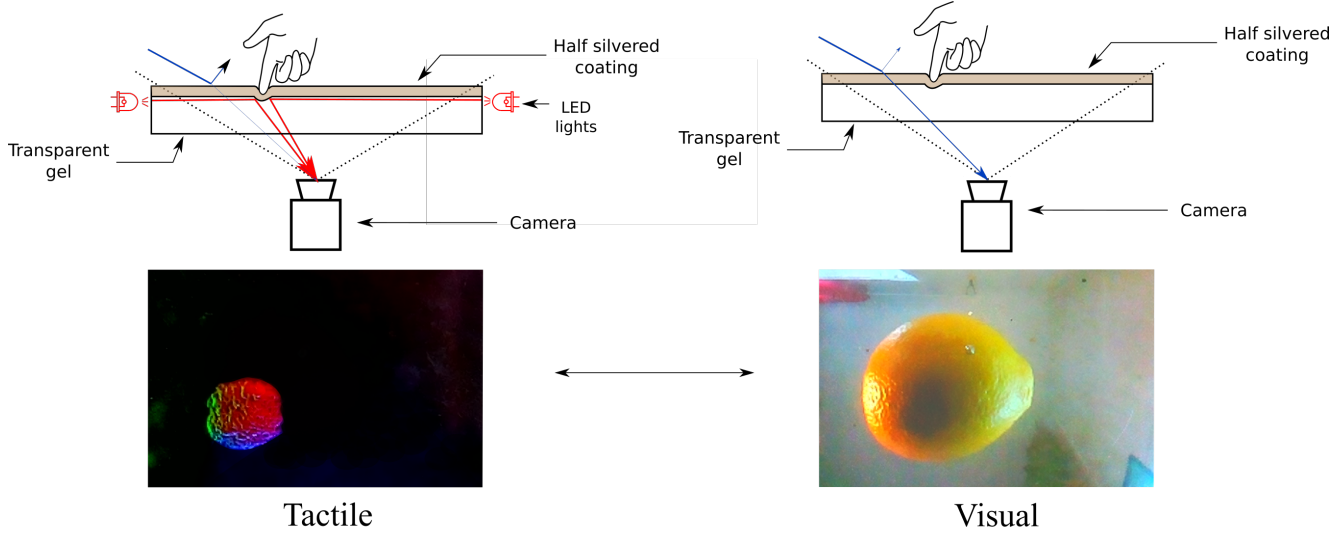 Half silvered
coating
LED
lights
Transparent
gel
Camera
Half silvered
coating
Transparent
gel
Camera
Tactile
Visual